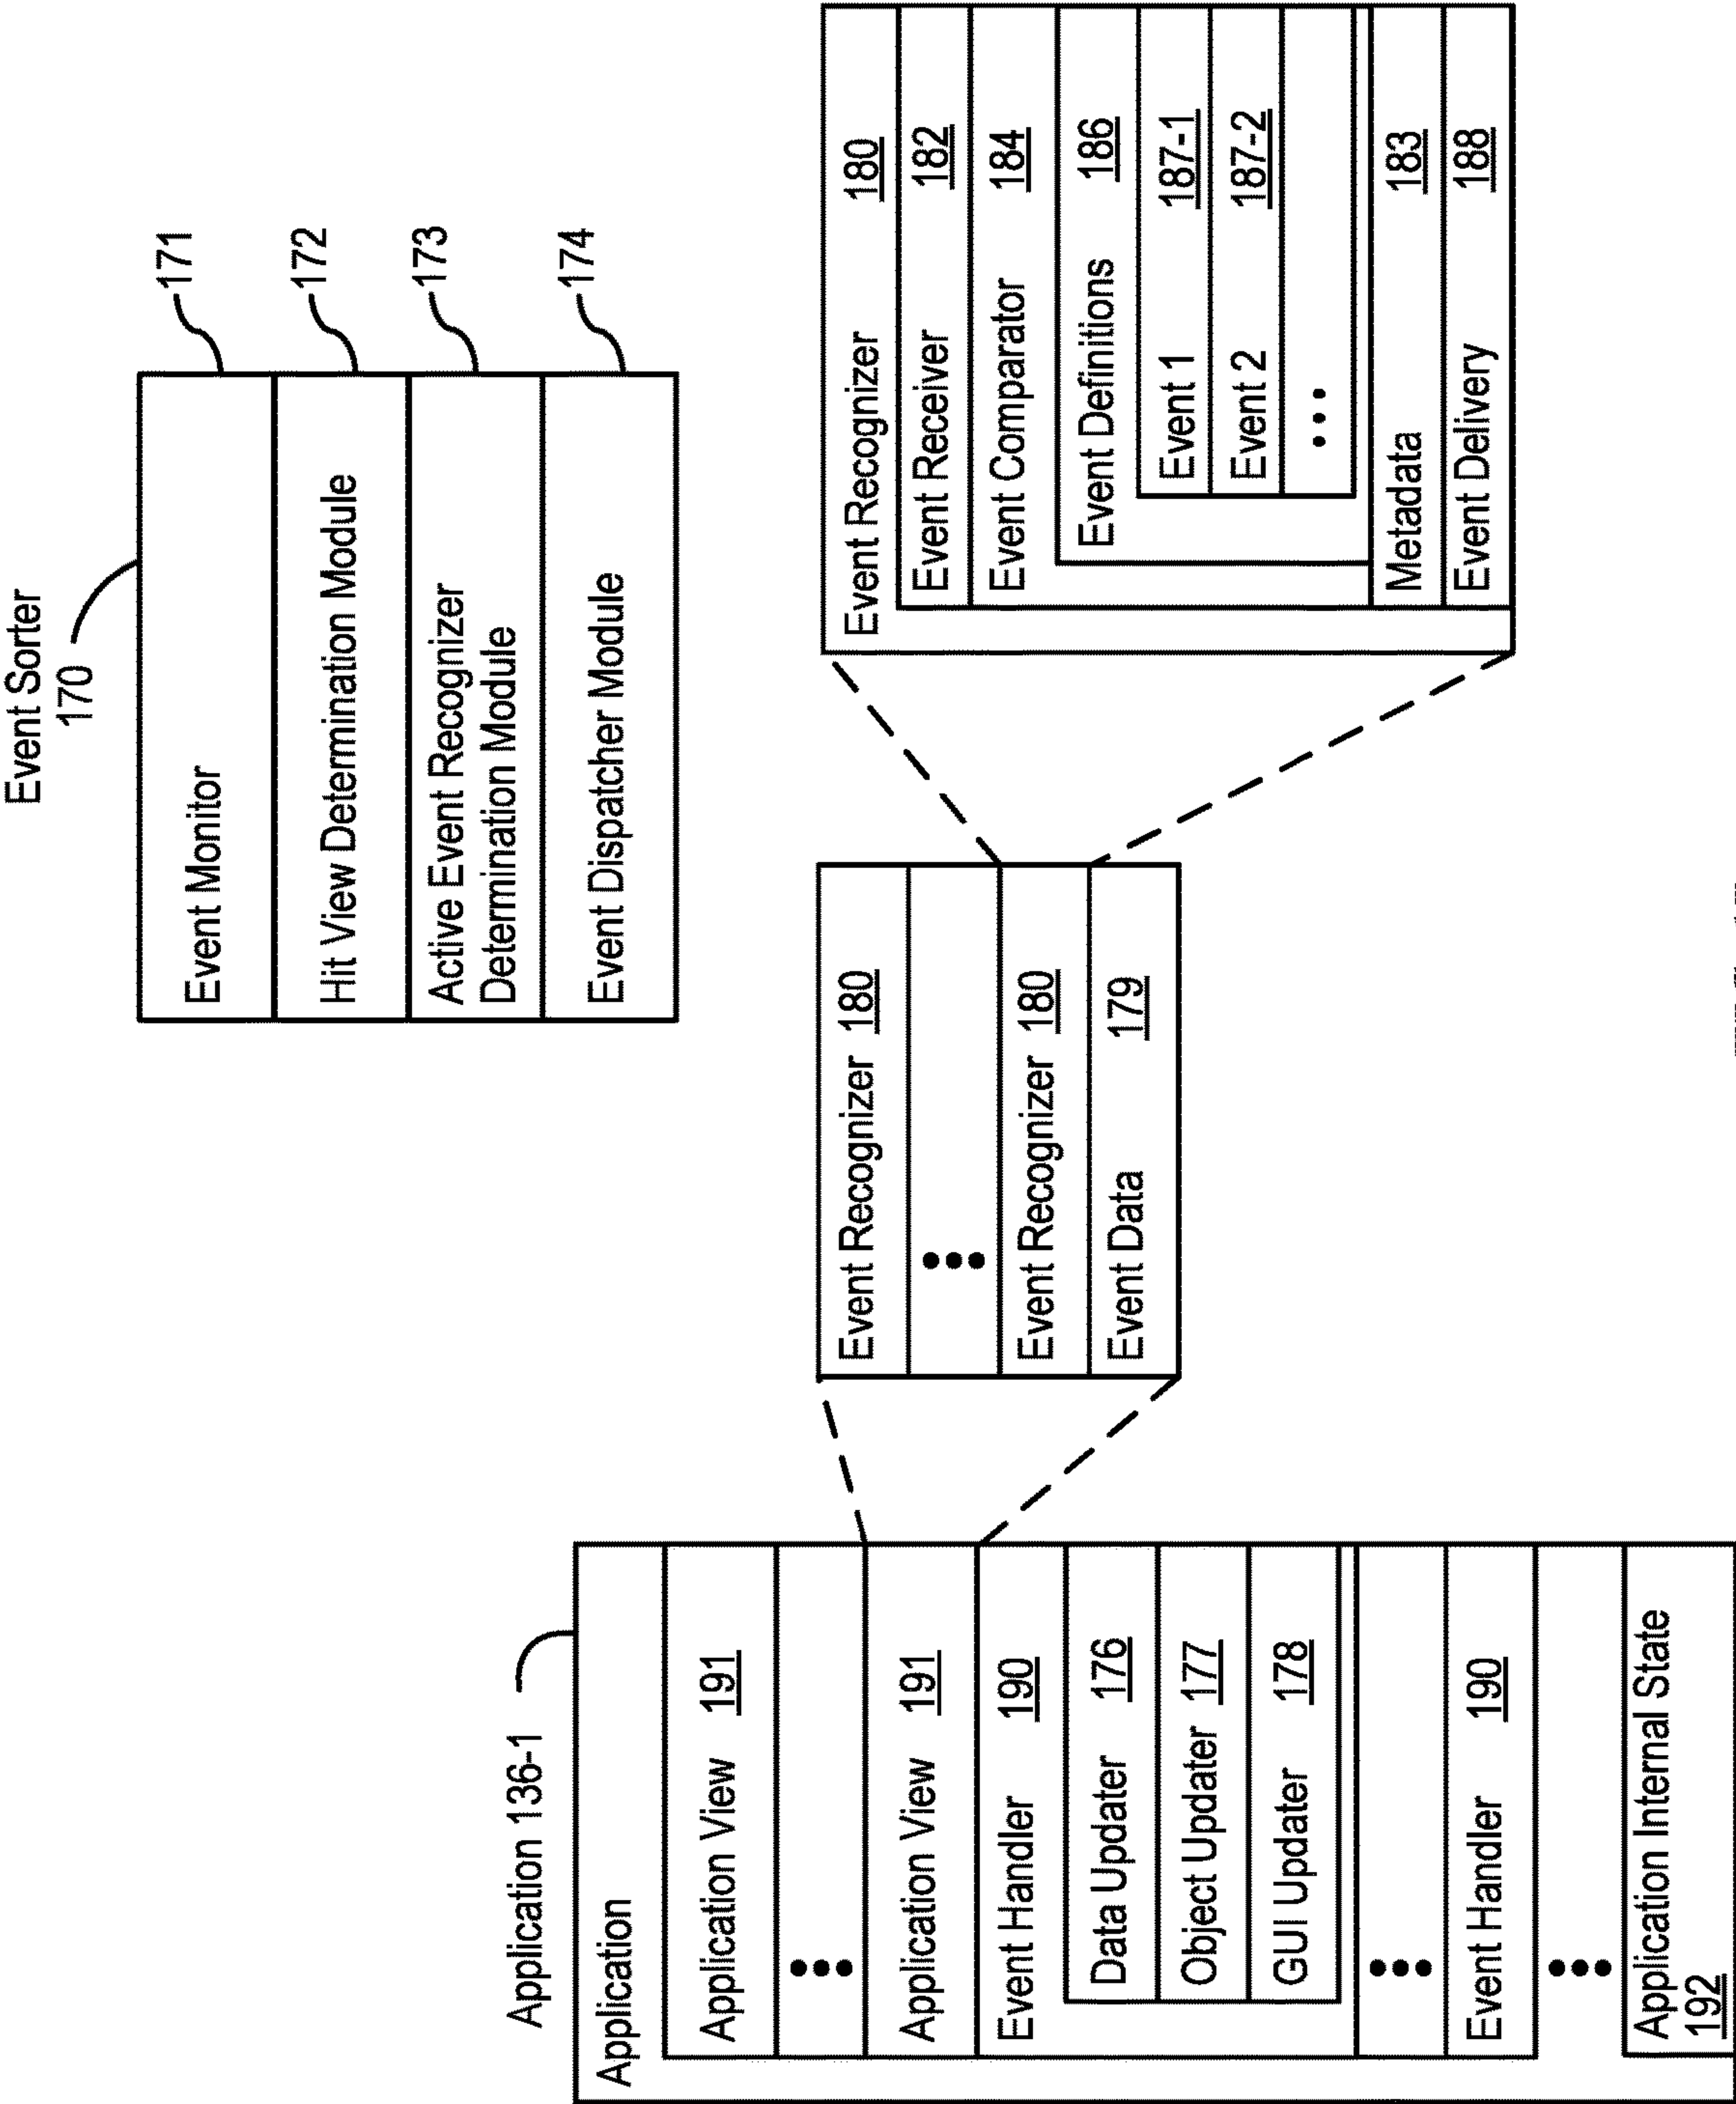 Event Sorter
170
Event Monitor
171
Hit View Determination Module
172
Active Event Recognizer
Determination Module
173
Event Dispatcher Module
174
Application 136-1
Application
Application View 191
•••
Application View 191
Event Handler 190
Data Updater 176
Object Updater 177
GUI Updater 178
•••
Event Handler 190
•••
Application Internal State
192
Event Recognizer 180
•••
Event Recognizer 180
Event Data 179
Event Recognizer 180
Event Receiver 182
Event Comparator 184
Event Definitions 186
Event 1 187-1
Event 2 187-2
•••
Metadata 183
Event Delivery 188